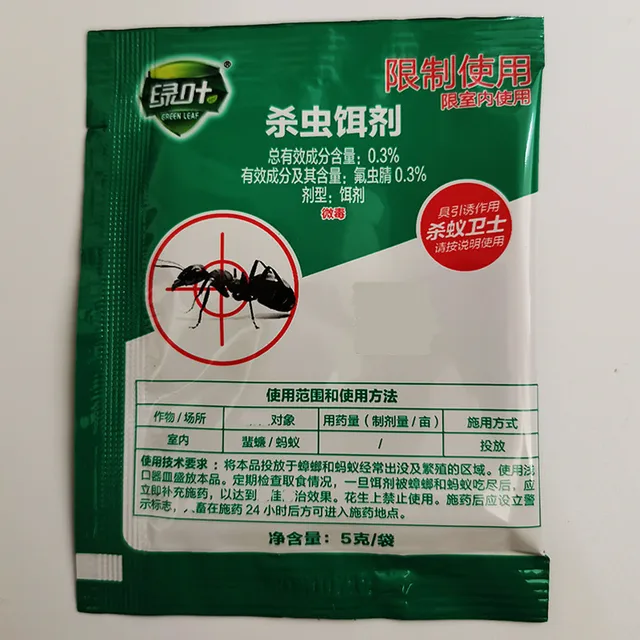 绿叶®
GREEN LEAF
限制使用
限室内使用
杀虫饵剂
总有效成分含量：0.3%
有效成分及其含量：氟虫腈 0.3%
剂型：饵剂
微毒
具引诱作用
杀蚁卫士
请按说明使用
使用范围和使用方法
作物/场所 对象 用药量（制剂量/亩） 施用方式
室内 蜚蠊/蚂蚁 / 投放
使用技术要求：将本品投放于蟑螂和蚂蚁经常出没及繁殖的区域。使用浅
口器皿盛放本品。定期检查取食情况，一旦饵剂被蟑螂和蚂蚁吃尽后，应
立即补充施药，以达到 佳 治效果。花生上禁止使用。施药后应设立警
示标志， 畜在施药 24 小时后方可进入施药地点。
净含量：5克/袋